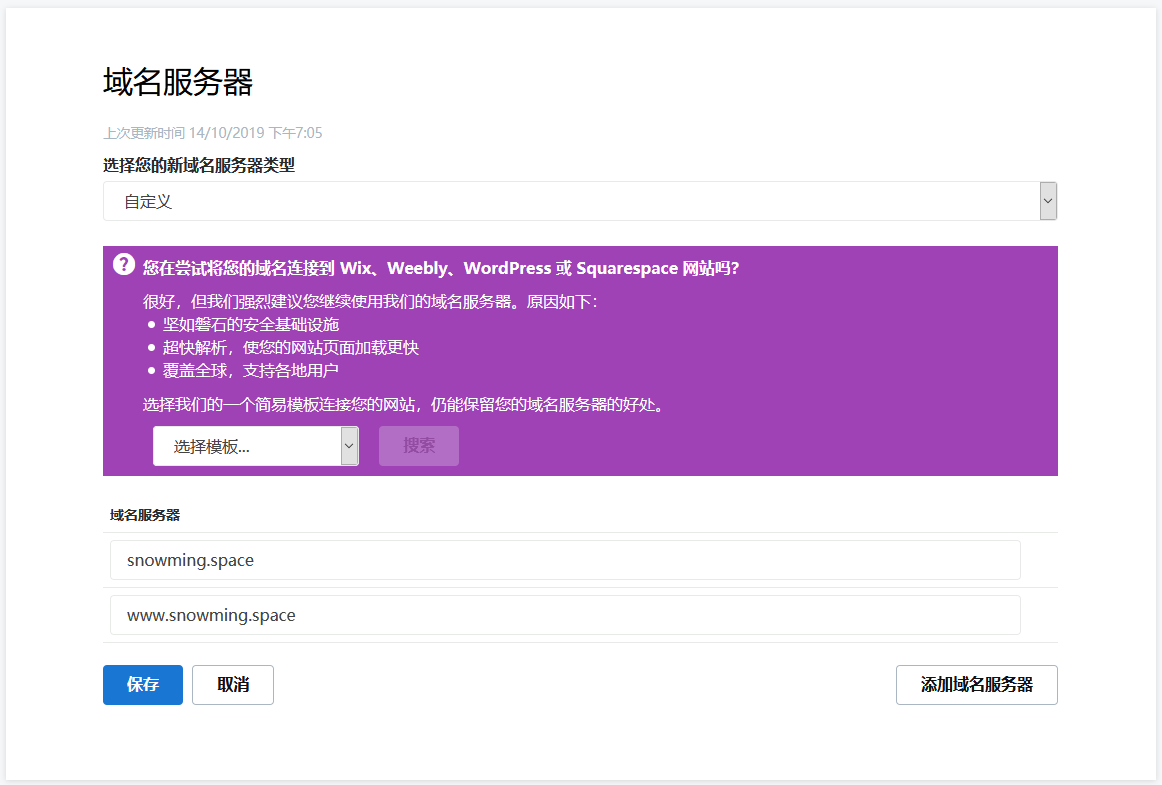 域名服务器
上次更新时间 14/10/2019 下午7:05
选择您的新域名服务器类型
自定义
? 您在尝试将您的域名连接到 Wix、Weebly、WordPress 或 Squarespace 网站吗?
很好，但我们强烈建议您继续使用我们的域名服务器。原因如下：
● 坚如磐石的安全基础设施
● 超快解析，使您的网站页面加载更快
● 覆盖全球，支持各地用户
选择我们的一个简易模板连接您的网站，仍能保留您的域名服务器的好处。
选择模板... 搜索
域名服务器
snowming.space
www.snowming.space
保存 取消 添加域名服务器